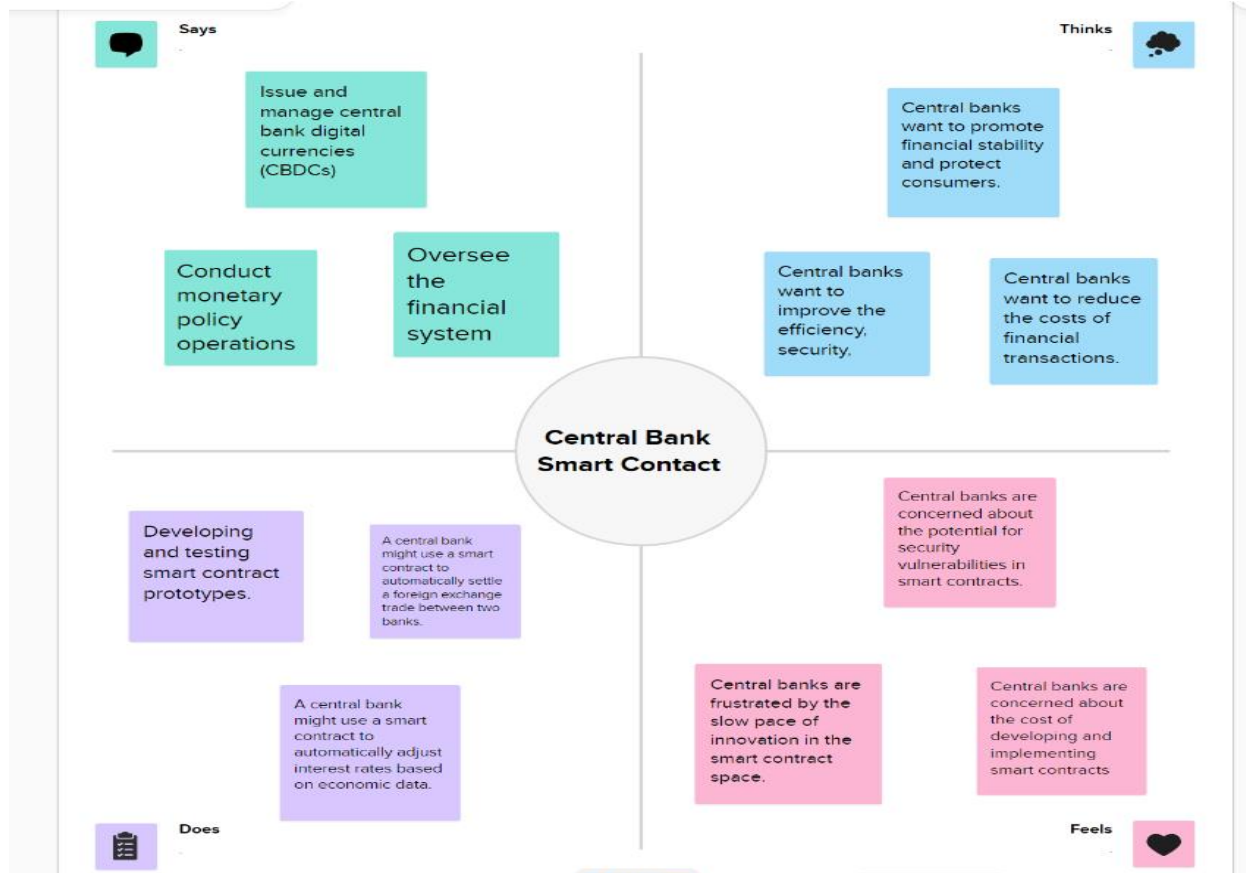 Says
Issue and
manage central
bank digital
currencies
(CBDCs)
Conduct
monetary
policy
operations
Oversee
the
financial
system
Thinks
Central banks
want to promote
financial stability
and protect
consumers.
Central banks
want to
improve the
efficiency,
security,
Central banks
want to reduce
the costs of
financial
transactions.
Central Bank
Smart Contact
Developing
and testing
smart contract
prototypes.
A central bank
might use a smart
contract to
automatically settle
a foreign exchange
trade between two
banks.
A central bank
might use a smart
contract to
automatically adjust
interest rates based
on economic data.
Does
Central banks are
concerned about
the potential for
security
vulnerabilities in
smart contracts.
Central banks are
frustrated by the
slow pace of
innovation in the
smart contract
space.
Central banks are
concerned about
the cost of
developing and
implementing
smart contracts
Feels